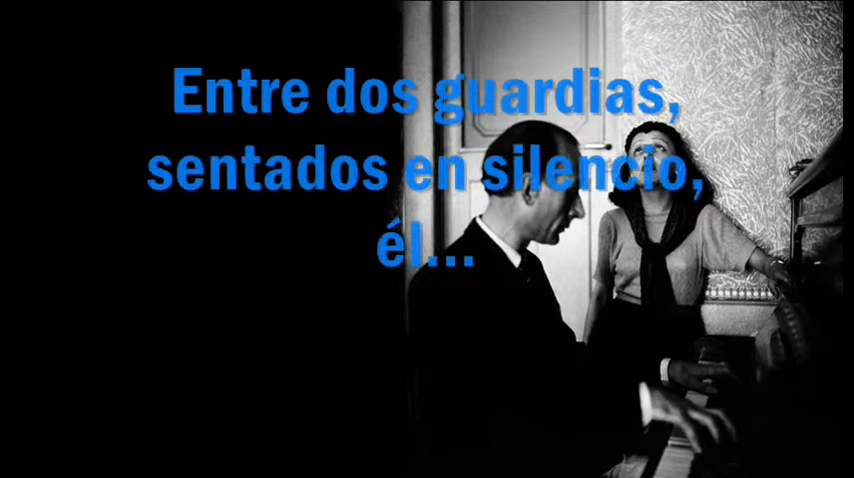 Entre dos guardias,
sentados en silencio,
él...